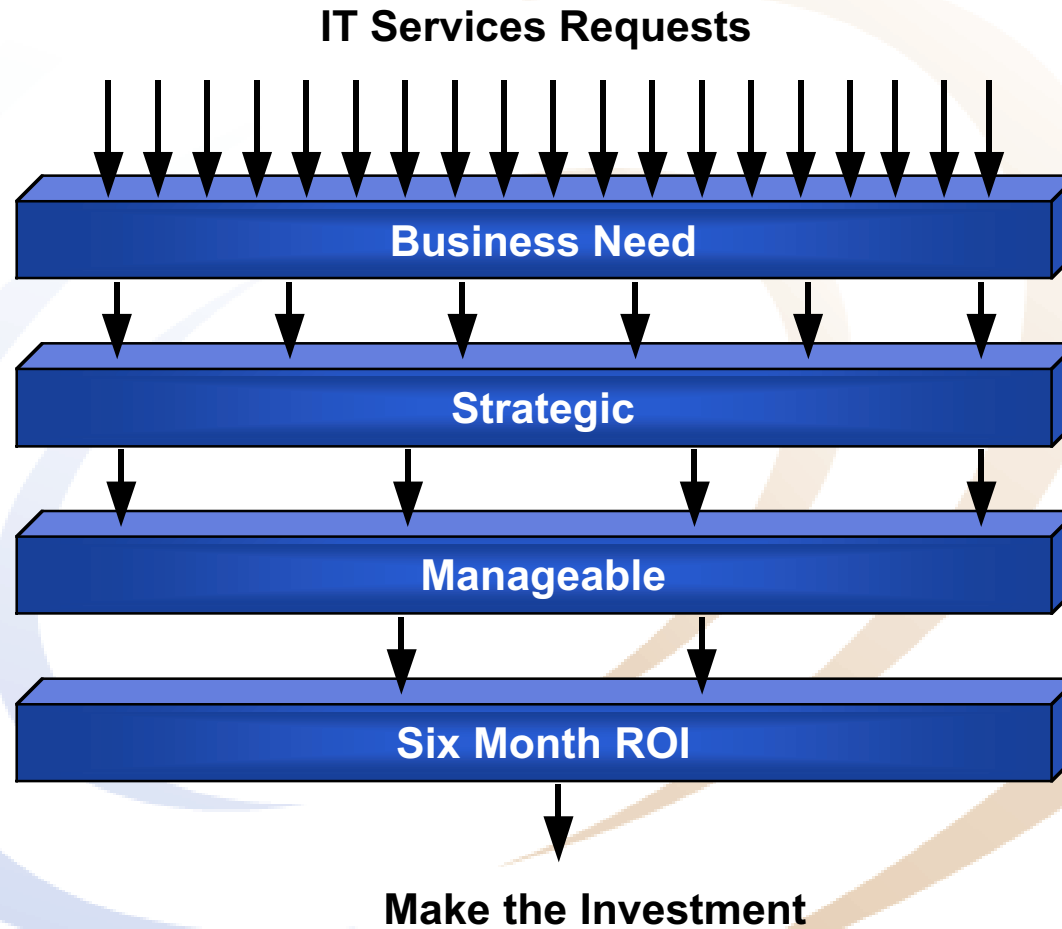 IT Services Requests
Business Need
Strategic
Manageable
Six Month ROI
Make the Investment